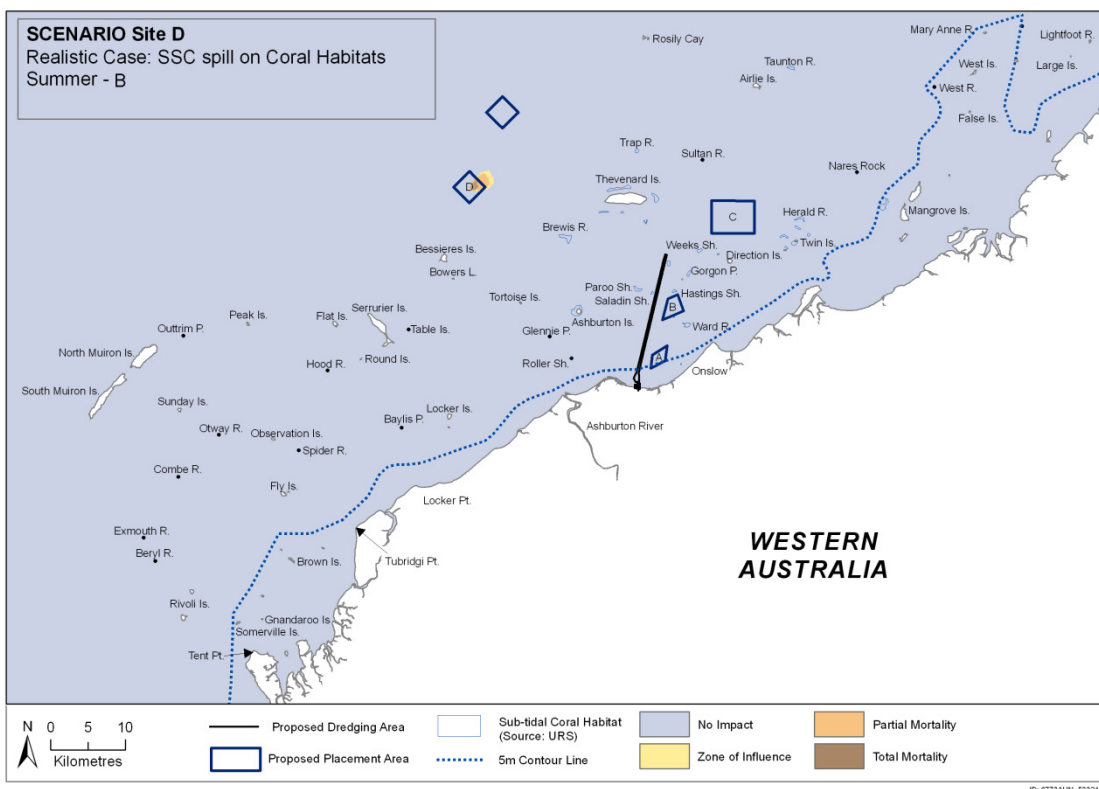 SCENARIO Site D
Realistic Case: SSC spill on Coral Habitats
Summer - B
Rosily Cay
Mary Anne R.
Lightfoot R.
West Is.
Large Is.
Taunton R.
Airlie Is.
West R.
False Is.
Trap R.
Sultan R.
Nares Rock
Thevenard Is.
D
C
Herald R.
Mangrove Is.
Brewis R.
Weeks Sh.
Twin Is.
Direction Is.
Bessieres Is.
Bowers L.
Gorgon P.
Paroo Sh.
Hastings Sh.
Tortoise Is.
Saladin Sh.
B
Serrurier Is.
Peak Is.
Flat Is.
Table Is.
Ashburton Is.
Ward R.
Outtrim P.
Glennie P.
North Muiron Is.
Round Is.
Roller Sh.
A
Hood R.
Onslow
South Muiron Is.
Sunday Is.
Locker Is.
Otway R.
Observation Is.
Baylis P.
Ashburton River
Spider R.
Combe R.
Fly Is.
Locker Pt.
Exmouth R.
Beryl R.
Brown Is.
Tubridgi Pt.
WESTERN
AUSTRALIA
Rivoli Is.
Gnandaroo Is.
Somerville Is.
Tent Pt.
N
0 5 10
Kilometres
Proposed Dredging Area
Proposed Placement Area
Sub-tidal Coral Habitat
(Source: URS)
5m Contour Line
No Impact
Zone of Influence
Partial Mortality
Total Mortality